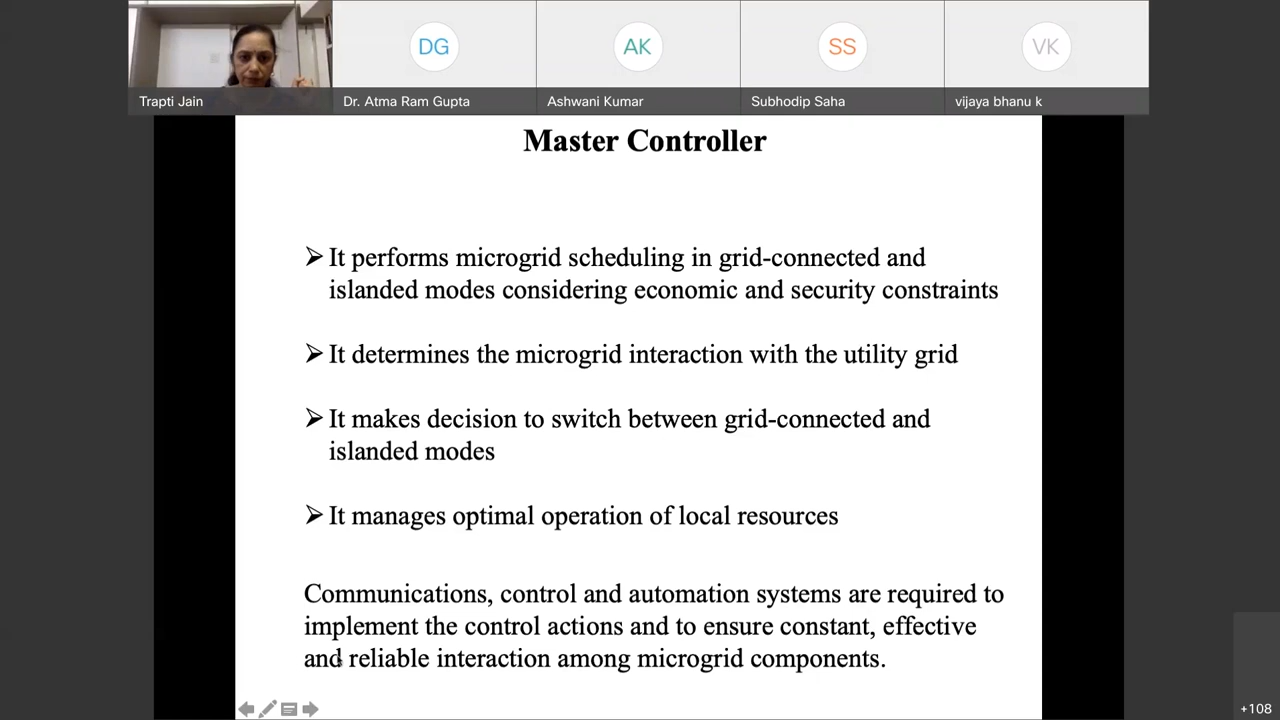 DG
AK
SS
VK
Trapti Jain
Dr. Atma Ram Gupta
Ashwani Kumar
Subhodip Saha
vijaya bhanu k
Master Controller
It performs microgrid scheduling in grid-connected and
islanded modes considering economic and security constraints
It determines the microgrid interaction with the utility grid
It makes decision to switch between grid-connected and
islanded modes
It manages optimal operation of local resources
Communications, control and automation systems are required to
implement the control actions and to ensure constant, effective
and reliable interaction among microgrid components.
+108